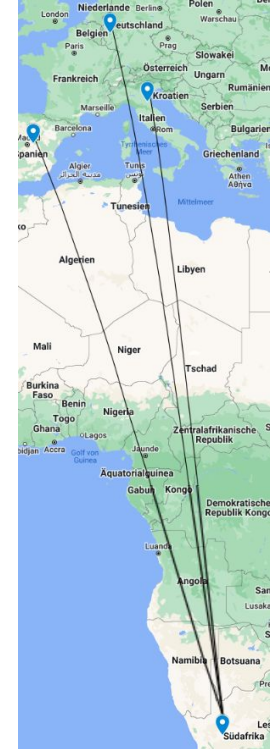 Niederlande
Berlin
Polen
London
Deutschland
Warschau
Belgien
Paris
Prag
Slowakei
Österreich
Ungarn
Frankreich
Kroatien
Rumänien
Serbien
Marseille
Italien
Rom
Bulgarien
Barcelona
Spanien
Tyrrhenisches
Meer
Griechenland
Athen
Αθήνα
Algier
Tunis
تونس
Tunesien
Mittelmeer
Algerien
Libyen
Mali
Niger
Tschad
Burkina
Faso
Benin
Nigeria
Togo
Ghana
Lagos
Zentralafrikanische
Republik
Accra
Golf von
Guinea
Jaunde
Äquatorialguinea
Gabun
Kongo
Demokratische
Republik Kongo
Luanda
Angola
Lusaka
Namibia
Botsuana
Südafrika